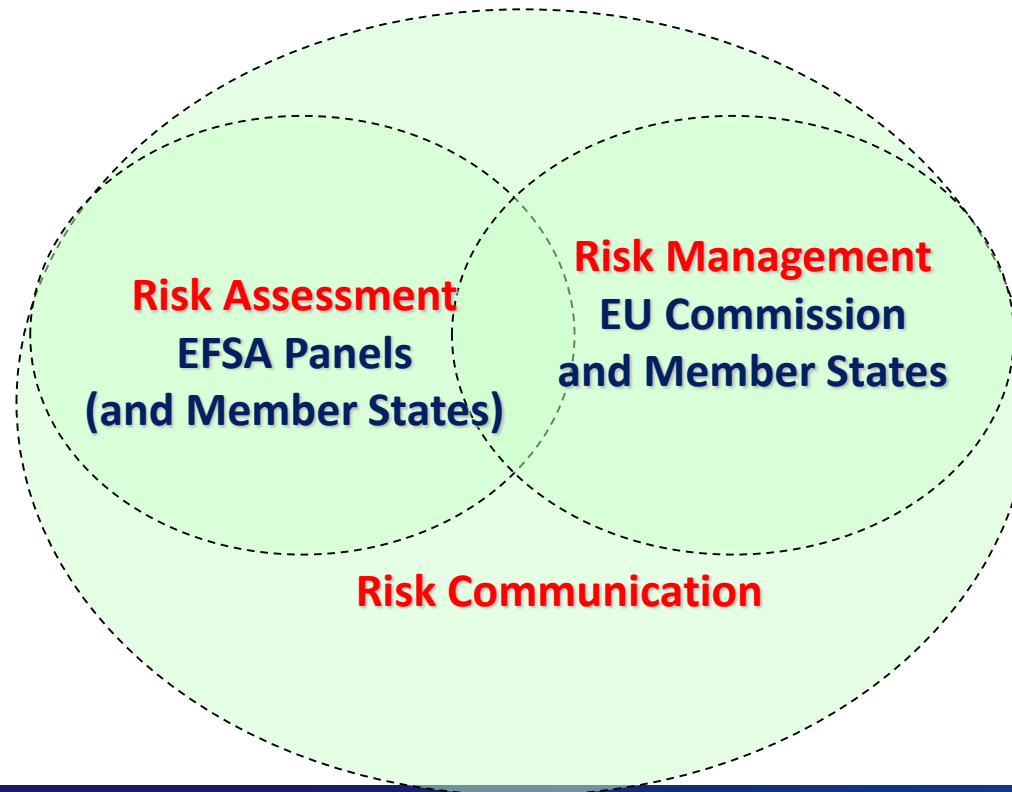 Risk Assessment
EFSA Panels
(and Member States)
Risk Management
EU Commission
and Member States
Risk Communication